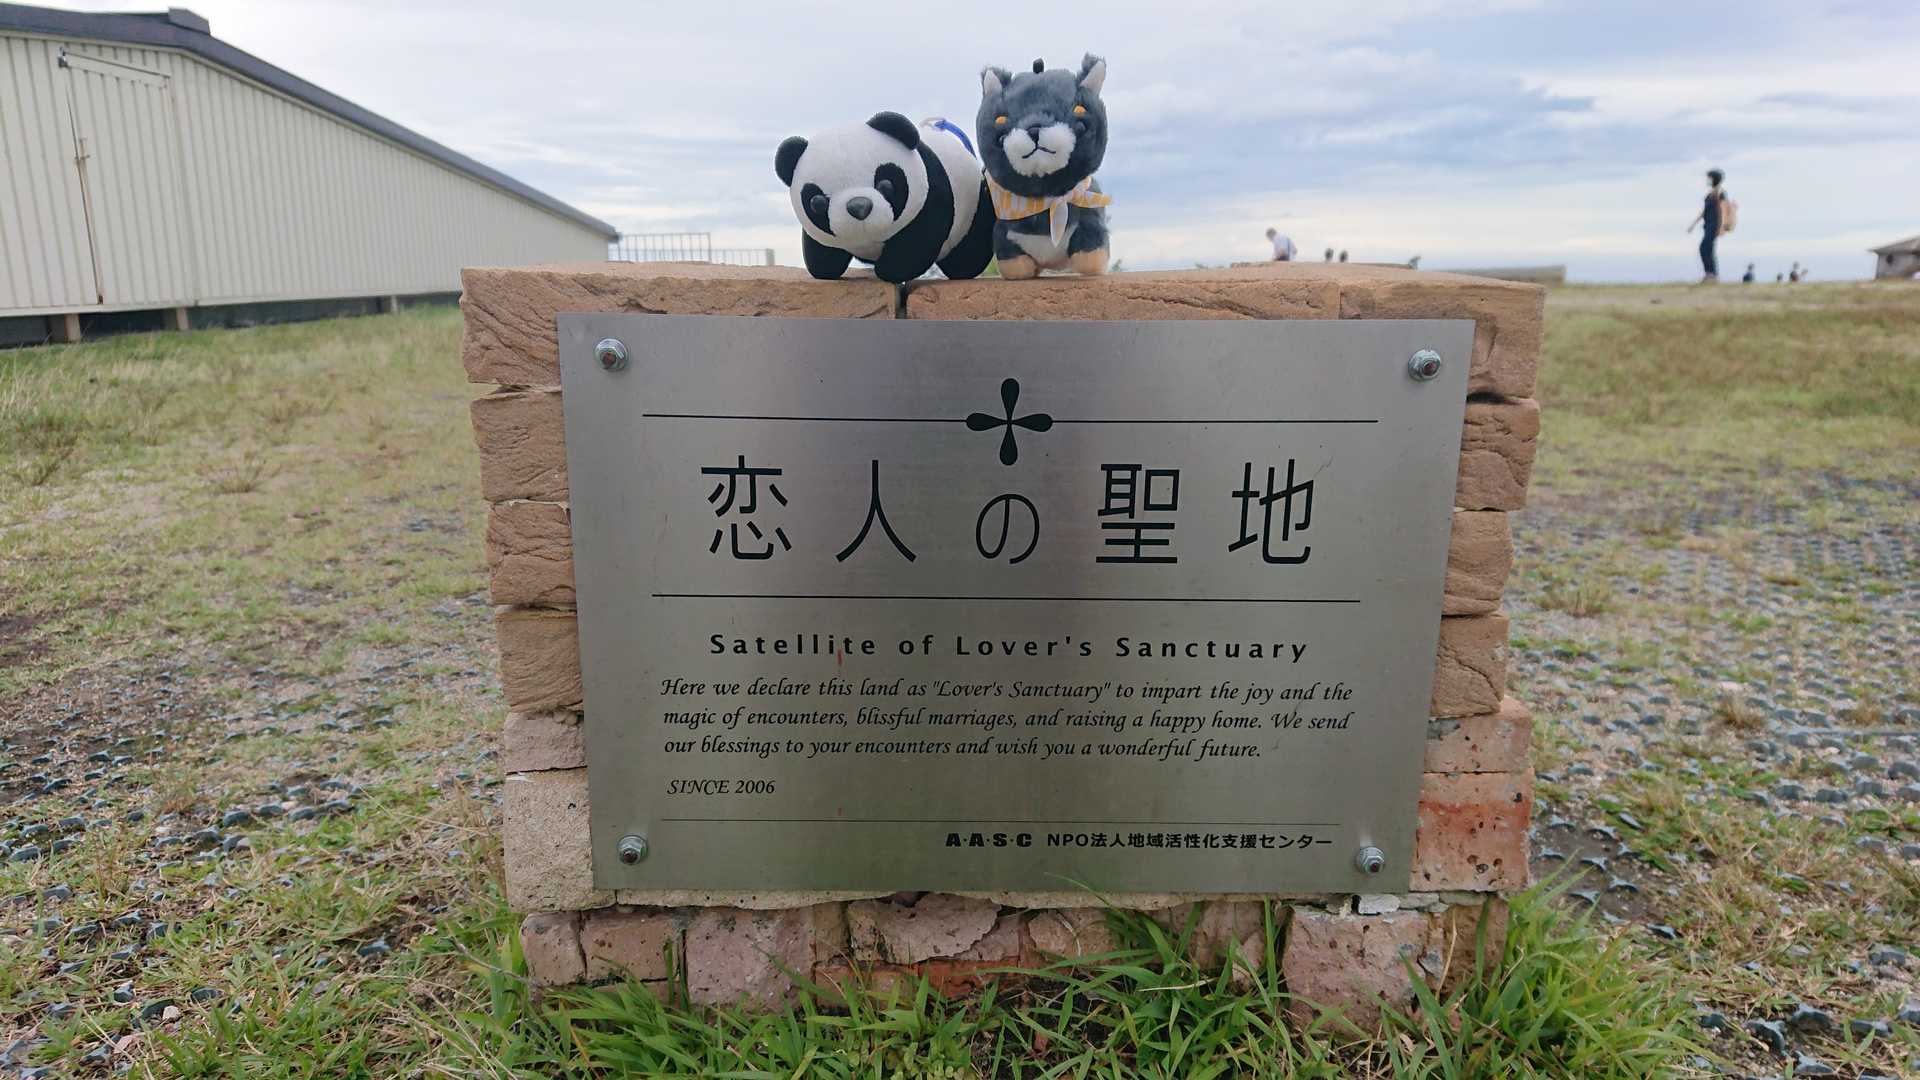 恋人の聖地
Satellite of Lover's Sanctuary
Here we declare this land as "Lover's Sanctuary" to impart the joy and the
magic of encounters, blissful marriages, and raising a happy home. We send
our blessings to your encounters and wish you a wonderful future.
SINCE 2006
A·A·S·C NPO法人地域活性化支援センター